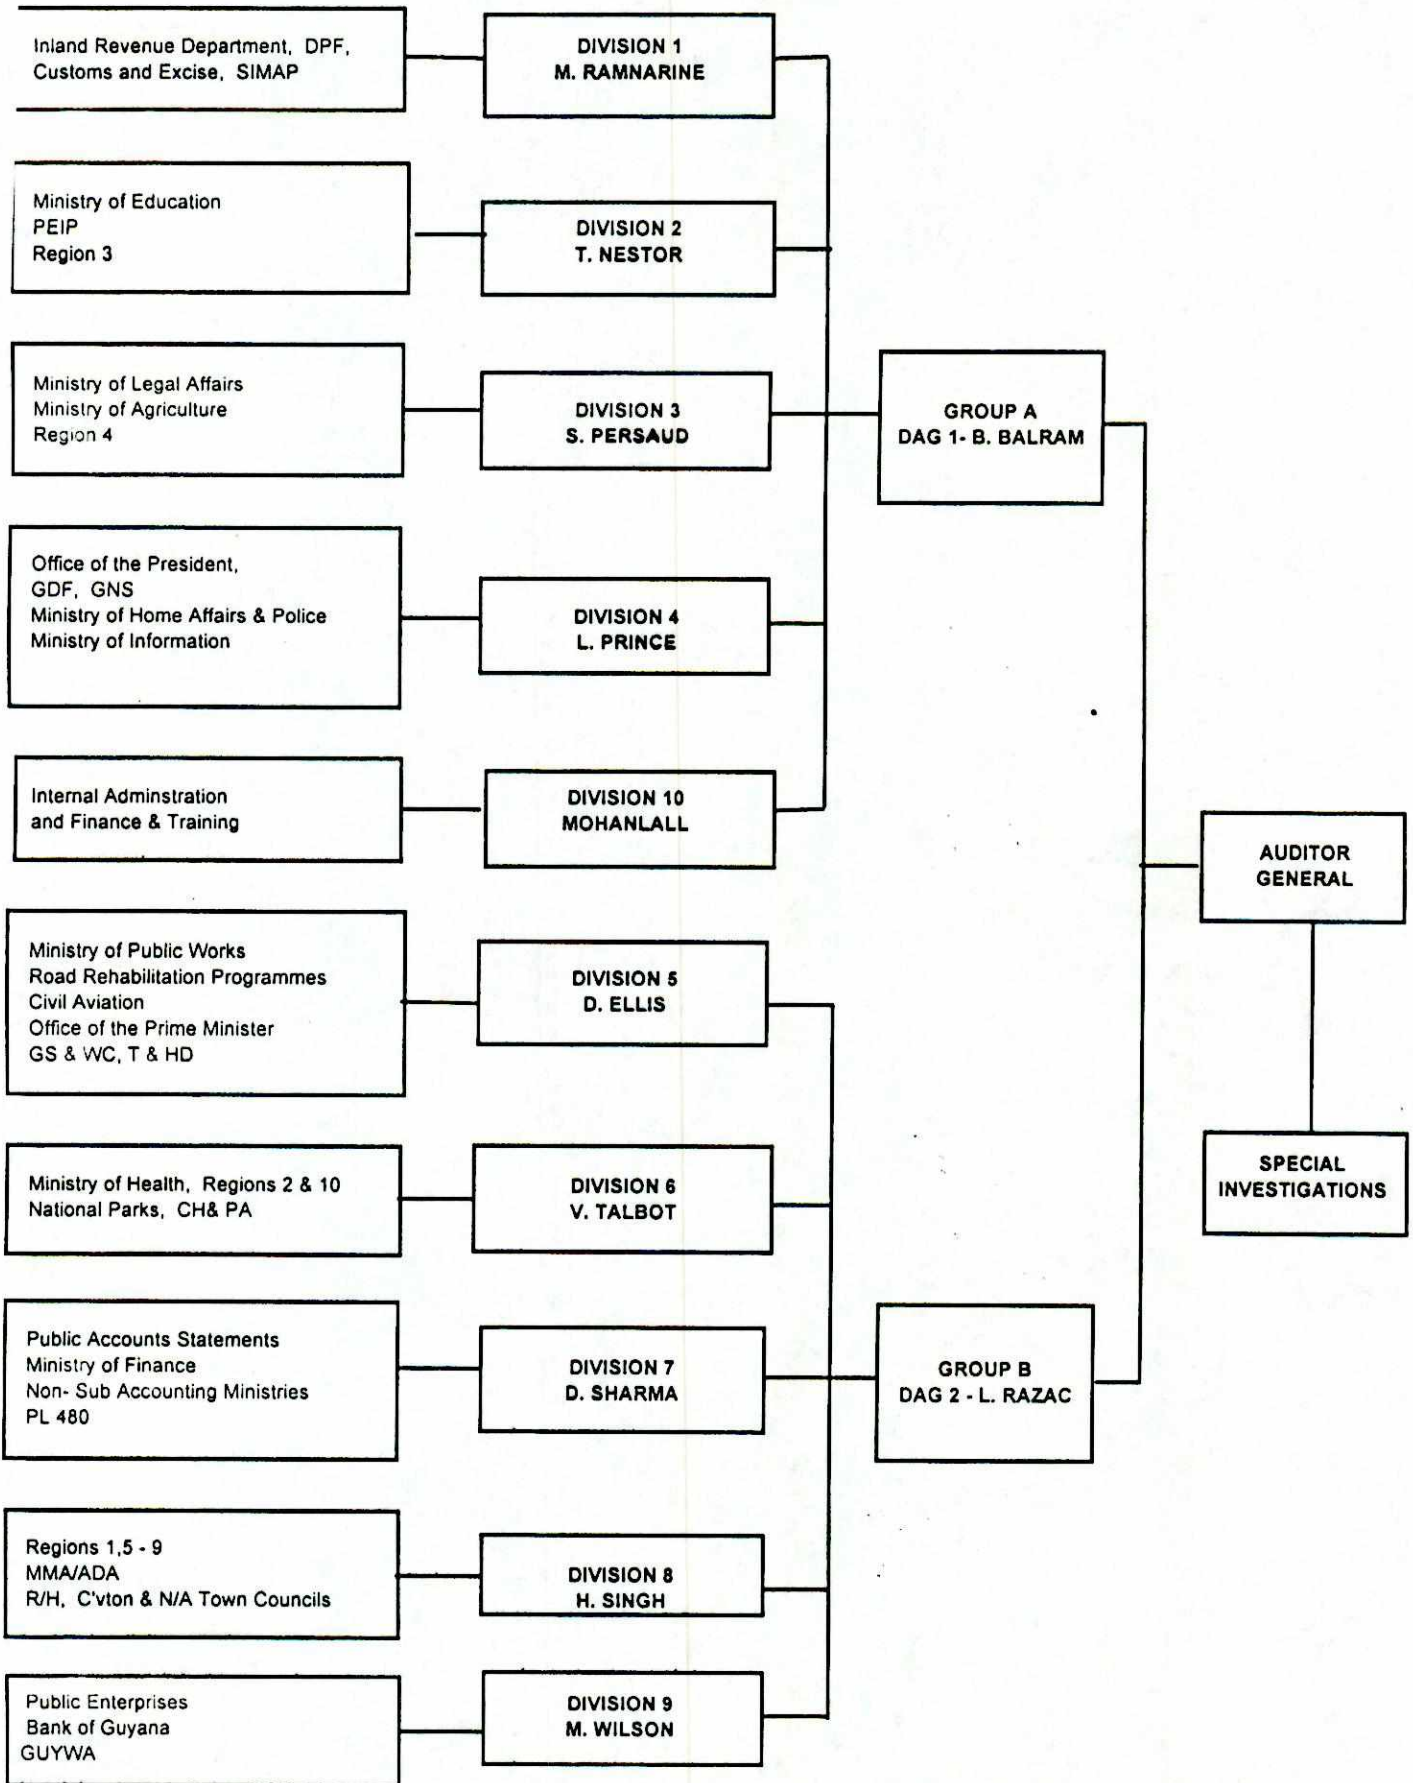 Inland Revenue Department, DPF,
Customs and Excise, SIMAP
DIVISION 1
M. RAMNARINE
Ministry of Education
PEIP
Region 3
DIVISION 2
T. NESTOR
Ministry of Legal Affairs
Ministry of Agriculture
Region 4
DIVISION 3
S. PERSAUD
GROUP A
DAG 1- B. BALRAM
Office of the President,
GDF, GNS
Ministry of Home Affairs & Police
Ministry of Information
DIVISION 4
L. PRINCE
Internal Adminstration
and Finance & Training
DIVISION 10
MOHANLALL
AUDITOR
GENERAL
Ministry of Public Works
Road Rehabilitation Programmes
Civil Aviation
Office of the Prime Minister
GS & WC, T & HD
DIVISION 5
D. ELLIS
Ministry of Health, Regions 2 & 10
National Parks, CH& PA
DIVISION 6
V. TALBOT
SPECIAL
INVESTIGATIONS
Public Accounts Statements
Ministry of Finance
Non- Sub Accounting Ministries
PL 480
DIVISION 7
D. SHARMA
GROUP B
DAG 2 - L. RAZAC
Regions 1,5 - 9
MMA/ADA
R/H, C'vton & N/A Town Councils
DIVISION 8
H. SINGH
Public Enterprises
Bank of Guyana
GUYWA
DIVISION 9
M. WILSON